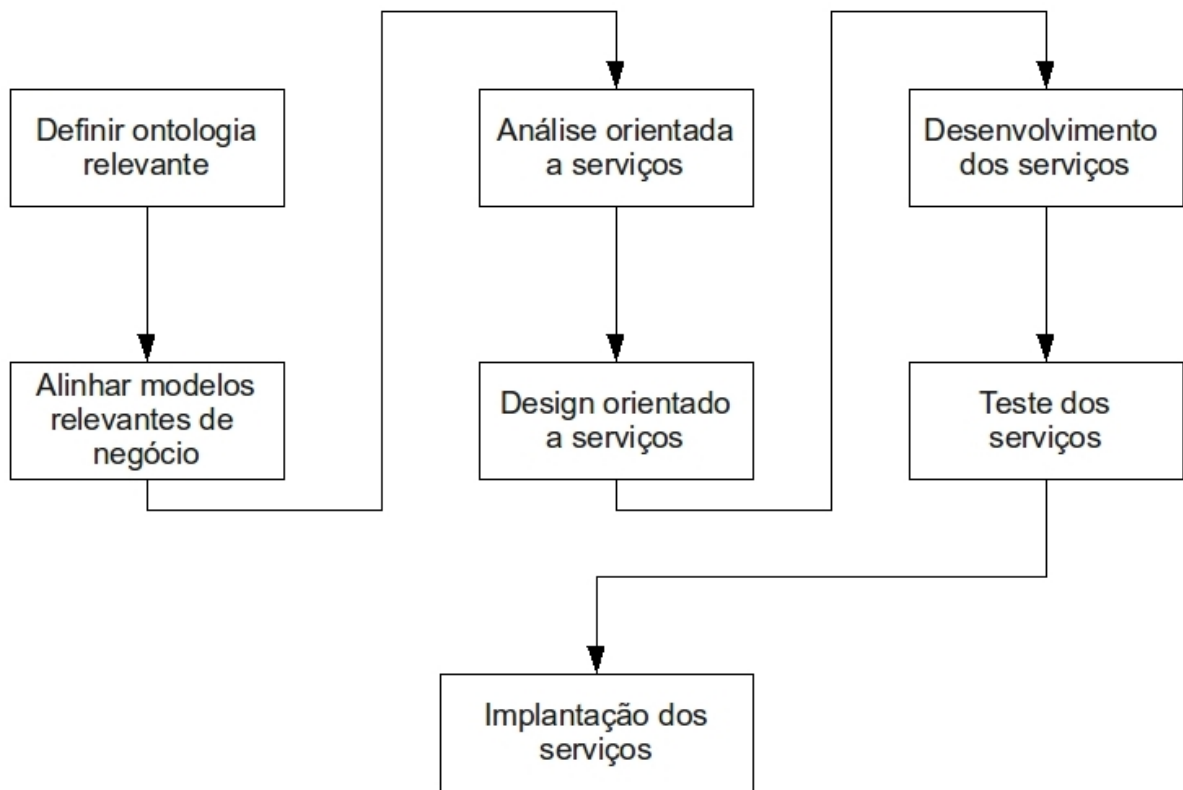 Definir ontologia
relevante
Alinhar modelos
relevantes de
negócio
Análise orientada
a serviços
Design orientado
a serviços
Desenvolvimento
dos serviços
Teste dos
serviços
Implantação dos
serviços